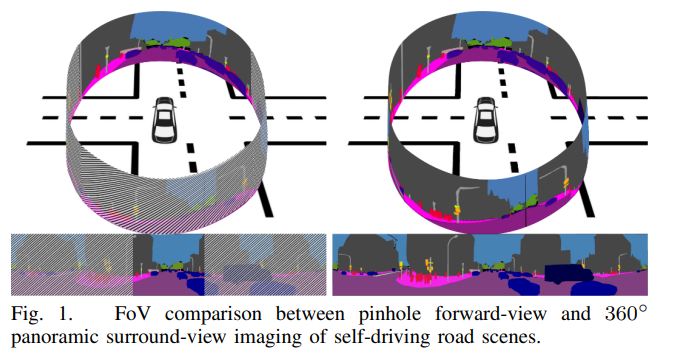 Fig. 1. FoV comparison between pinhole forward-view and 360°
panoramic surround-view imaging of self-driving road scenes.